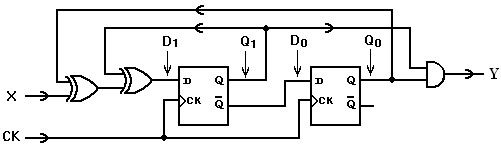 D1 Q1 D0 Q0
D Q D Q Y
X CK Q̅ CK Q̅
CK